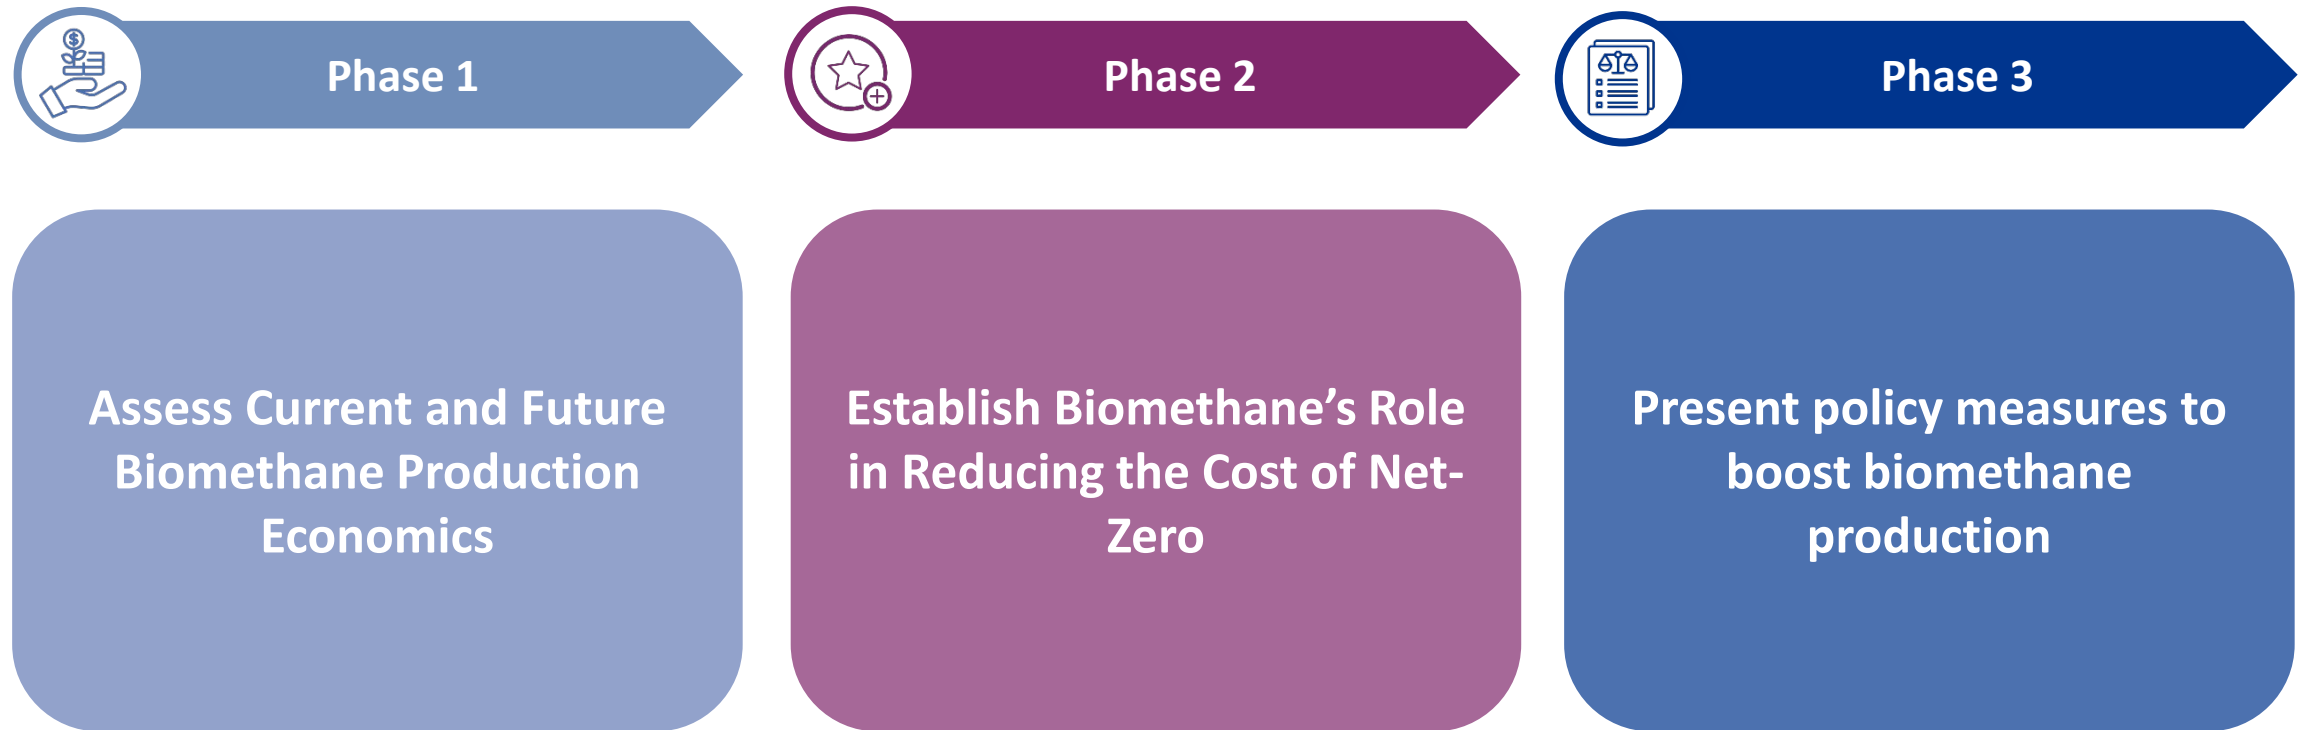 Phase 1
Phase 2
Phase 3
Assess Current and Future
Biomethane Production
Economics
Establish Biomethane’s Role
in Reducing the Cost of Net-
Zero
Present policy measures to
boost biomethane
production